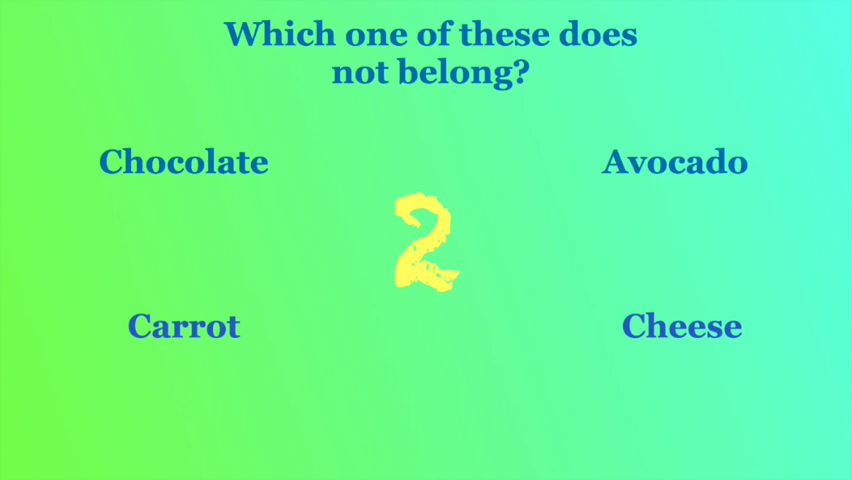 Which one of these does
not belong?
Chocolate
Avocado
2
Carrot
Cheese